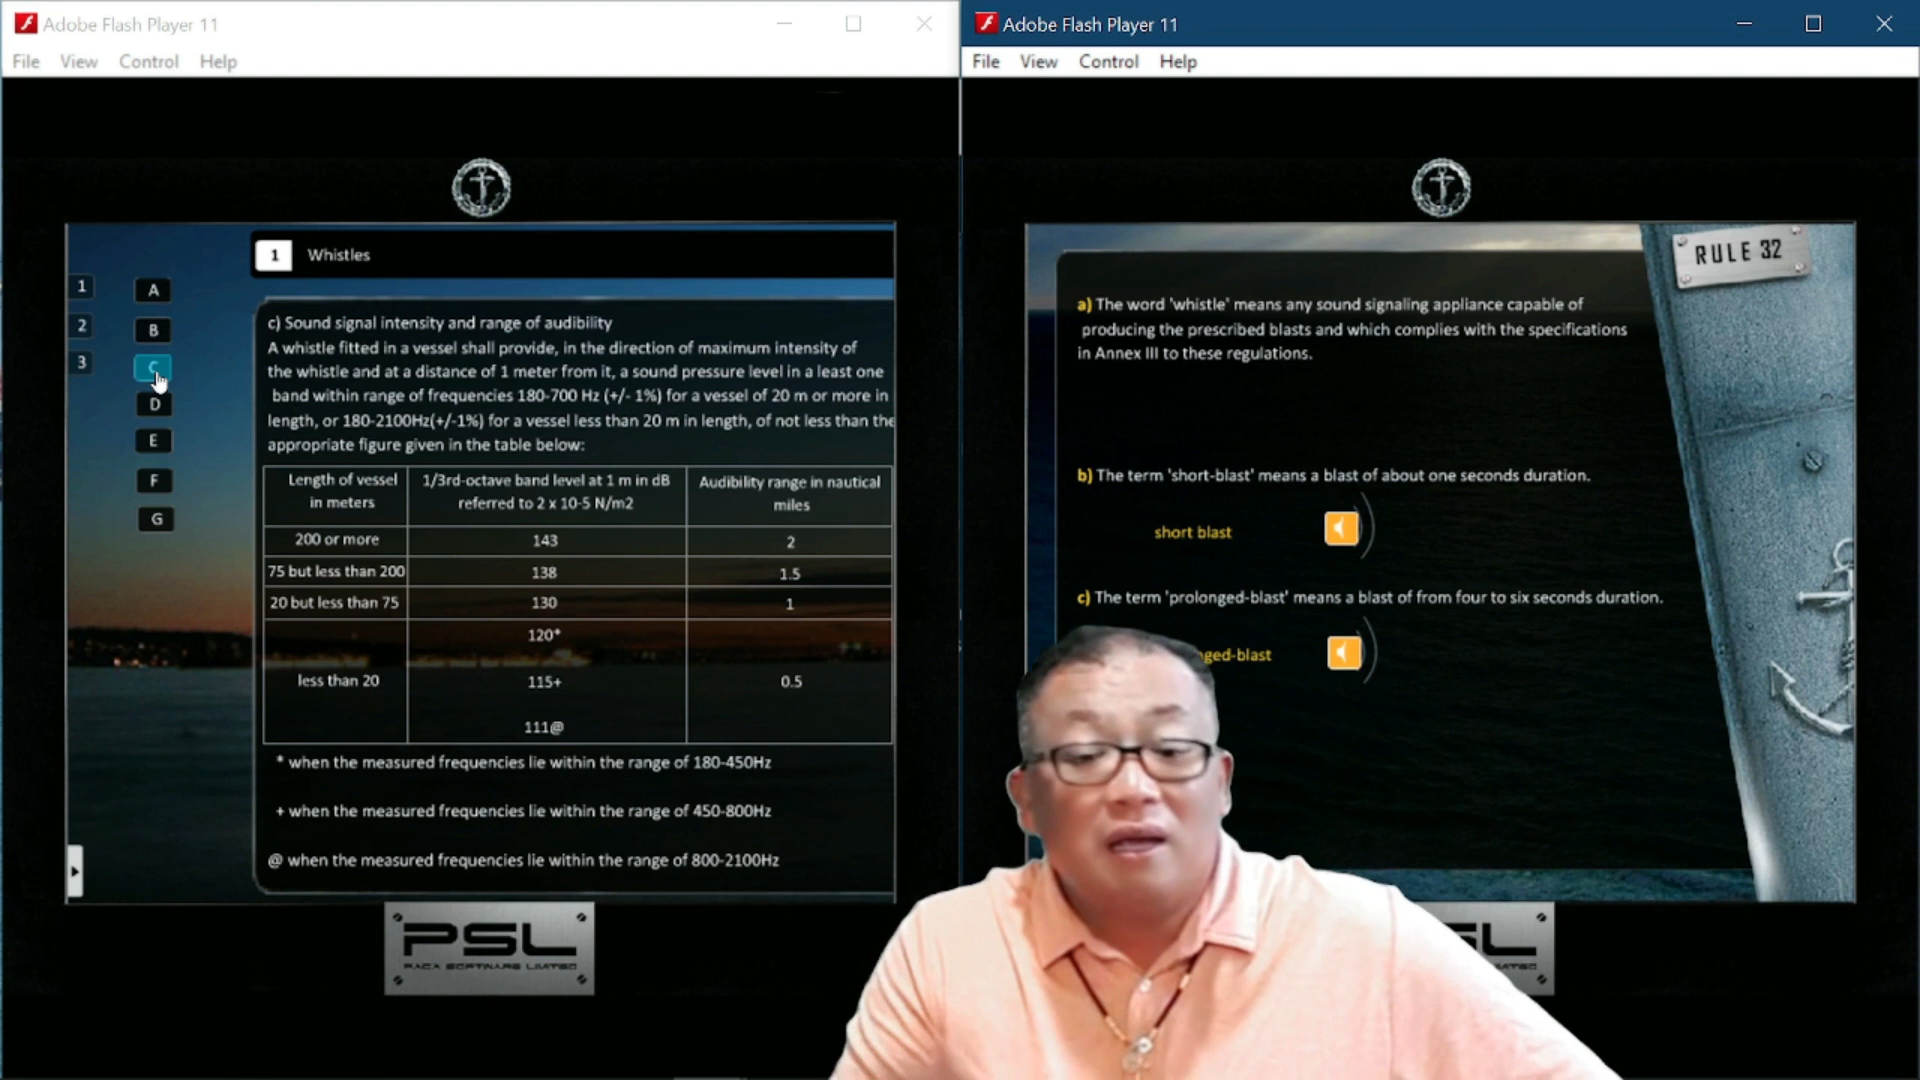 Adobe Flash Player 11
File View Control Help
1 Whistles
1
2
3
A
B
C
D
E
F
G
c) Sound signal intensity and range of audibility
A whistle fitted in a vessel shall provide, in the direction of maximum intensity of
the whistle and at a distance of 1 meter from it, a sound pressure level in a least one
band within range of frequencies 180-700 Hz (+/- 1%) for a vessel of 20 m or more in
length, or 180-2100Hz(+/-1%) for a vessel less than 20 m in length, of not less than the
appropriate figure given in the table below:
Length of vessel in meters
1/3rd-octave band level at 1 m in dB referred to 2 x 10-5 N/m2
Audibility range in nautical miles
200 or more 143 2
75 but less than 200 138 1.5
20 but less than 75 130 1
120*
less than 20 115+ 0.5
111@
* when the measured frequencies lie within the range of 180-450Hz
+ when the measured frequencies lie within the range of 450-800Hz
@ when the measured frequencies lie within the range of 800-2100Hz
PSL
PACA SOFTWARE LIMITED
Adobe Flash Player 11
File View Control Help
RULE 32
a) The word 'whistle' means any sound signaling appliance capable of
producing the prescribed blasts and which complies with the specifications
in Annex III to these regulations.
b) The term 'short-blast' means a blast of about one seconds duration.
short blast
c) The term 'prolonged-blast' means a blast of from four to six seconds duration.
ged-blast